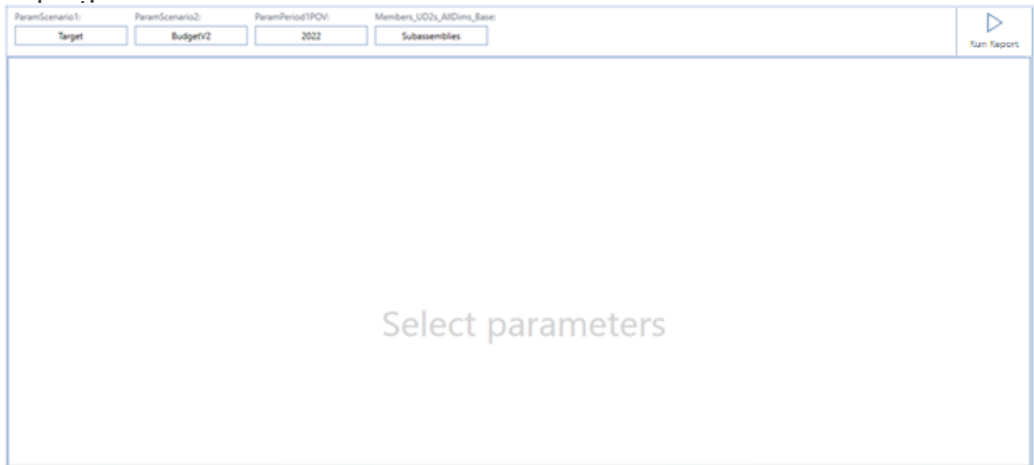 ParamScenario1: ParamScenario2: ParamPeriod1POV: Members_UD2s_AllDims_Base:
Target BudgetV2 2022 Subassemblies
Run Report
Select parameters